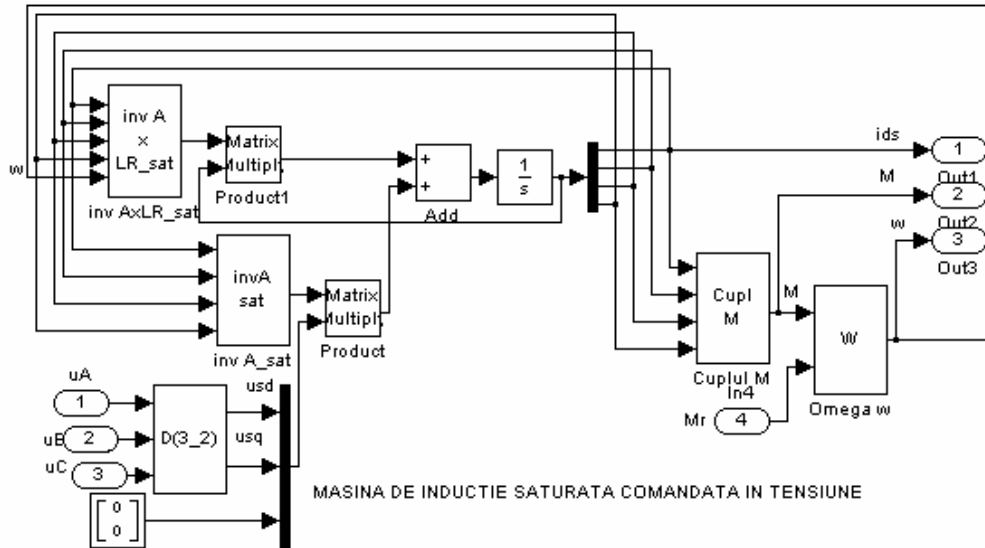 inv A
x
LR_sat
w
inv AxLR_sat
Matrix
Multipl
Product1
+
+
Add
1
s
ids
1
Out1
M
2
Out2
w
3
Out3
invA
sat
inv A_sat
Matrix
Multipl
Product
Cupl
M
Cuplul M
M
W
Omega w
In4
Mr
4
uA
1
uB
2
uC
3
D(3_2)
usd
usq
0
0
MASINA DE INDUCTIE SATURATA COMANDATA IN TENSIUNE